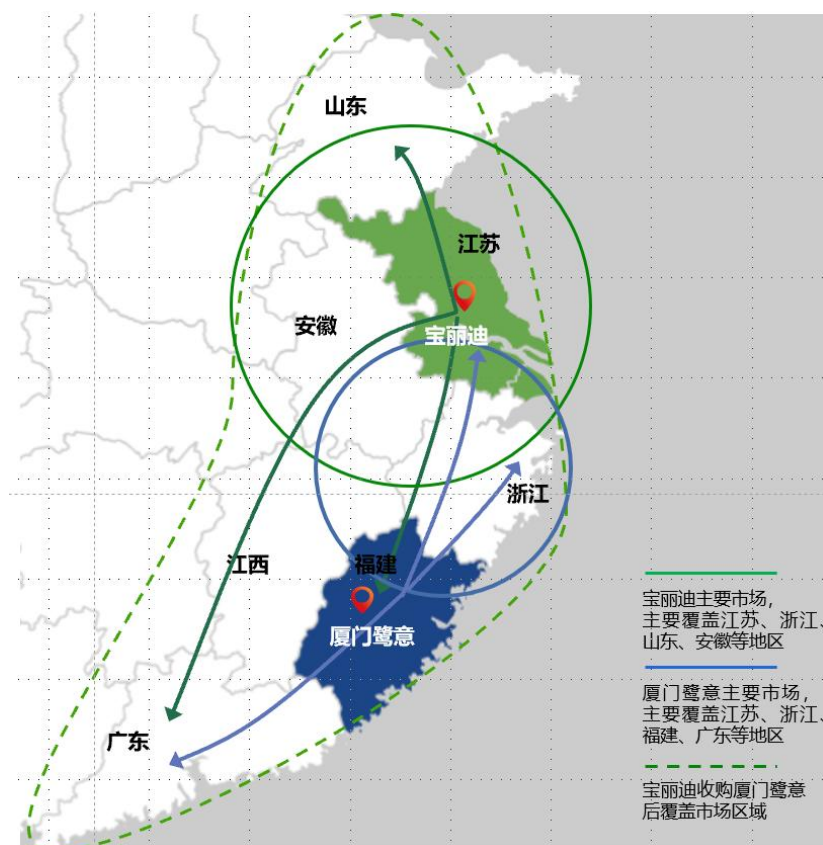 山东
江苏
安徽
宝丽迪
浙江
江西
福建
厦门鹭意
广东
宝丽迪主要市场，
主要覆盖江苏、浙江、
山东、安徽等地区
厦门鹭意主要市场，
主要覆盖江苏、浙江、
福建、广东等地区
宝丽迪收购厦门鹭意
后覆盖市场区域